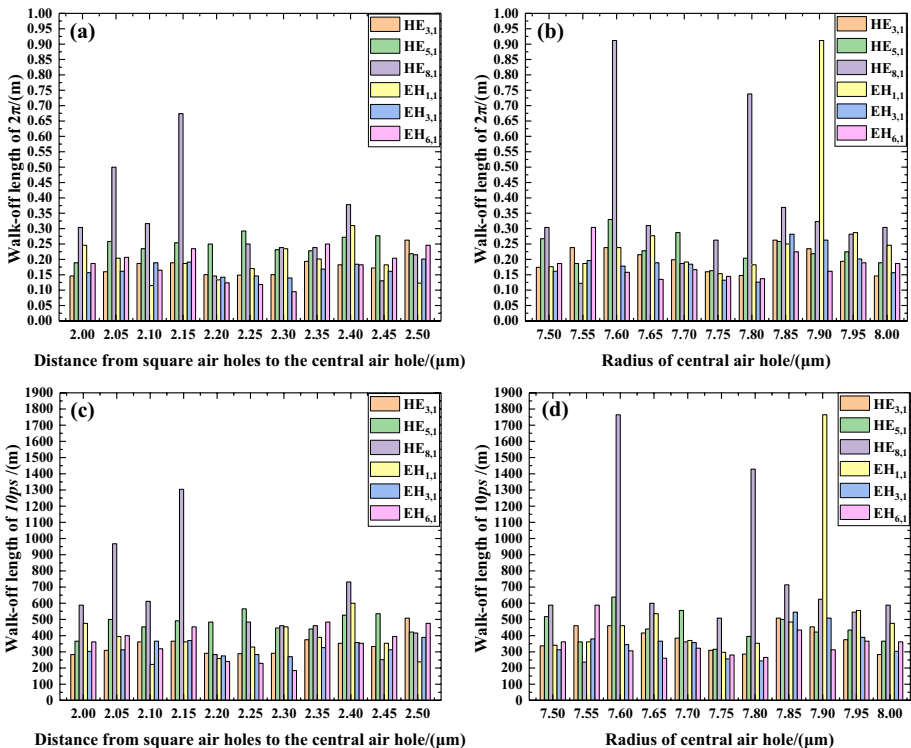 (a)
HE3,1
HE5,1
HE8,1
EH1,1
EH3,1
EH6,1
Walk-off length of 2π/(m)
1.00
0.95
0.90
0.85
0.80
0.75
0.70
0.65
0.60
0.55
0.50
0.45
0.40
0.35
0.30
0.25
0.20
0.15
0.10
0.05
0.00
2.00 2.05 2.10 2.15 2.20 2.25 2.30 2.35 2.40 2.45 2.50
Distance from square air holes to the central air hole/(μm)
(b)
HE3,1
HE5,1
HE8,1
EH1,1
EH3,1
EH6,1
Walk-off length of 2π/(m)
1.00
0.95
0.90
0.85
0.80
0.75
0.70
0.65
0.60
0.55
0.50
0.45
0.40
0.35
0.30
0.25
0.20
0.15
0.10
0.05
0.00
7.50 7.55 7.60 7.65 7.70 7.75 7.80 7.85 7.90 7.95 8.00
Radius of central air hole/(μm)
(c)
HE3,1
HE5,1
HE8,1
EH1,1
EH3,1
EH6,1
Walk-off length of 10ps /(m)
1900
1800
1700
1600
1500
1400
1300
1200
1100
1000
900
800
700
600
500
400
300
200
100
0
2.00 2.05 2.10 2.15 2.20 2.25 2.30 2.35 2.40 2.45 2.50
Distance from square air holes to the central air hole/(μm)
(d)
HE3,1
HE5,1
HE8,1
EH1,1
EH3,1
EH6,1
Walk-off length of 10ps/(m)
1900
1800
1700
1600
1500
1400
1300
1200
1100
1000
900
800
700
600
500
400
300
200
100
0
7.50 7.55 7.60 7.65 7.70 7.75 7.80 7.85 7.90 7.95 8.00
Radius of central air hole/(μm)